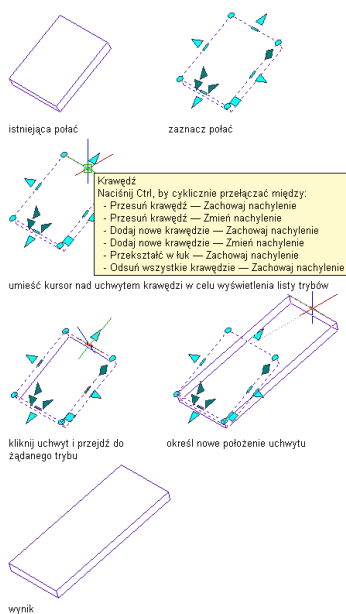 istniejąca połać
zaznacz połać
Krawędź
Naciśnij Ctrl, by cyklicznie przełączać między:
- Przesuń krawędź — Zachowaj nachylenie
- Przesuń krawędź — Zmień nachylenie
- Dodaj nowe krawędzie — Zachowaj nachylenie
- Dodaj nowe krawędzie — Zmień nachylenie
- Przekształć w łuk — Zachowaj nachylenie
- Odsuń wszystkie krawędzie — Zachowaj nachylenie
umieść kursor nad uchwytem krawędzi w celu wyświetlenia listy trybów
kliknij uchwyt i przejdź do
żądanego trybu
określ nowe położenie uchwytu
wynik